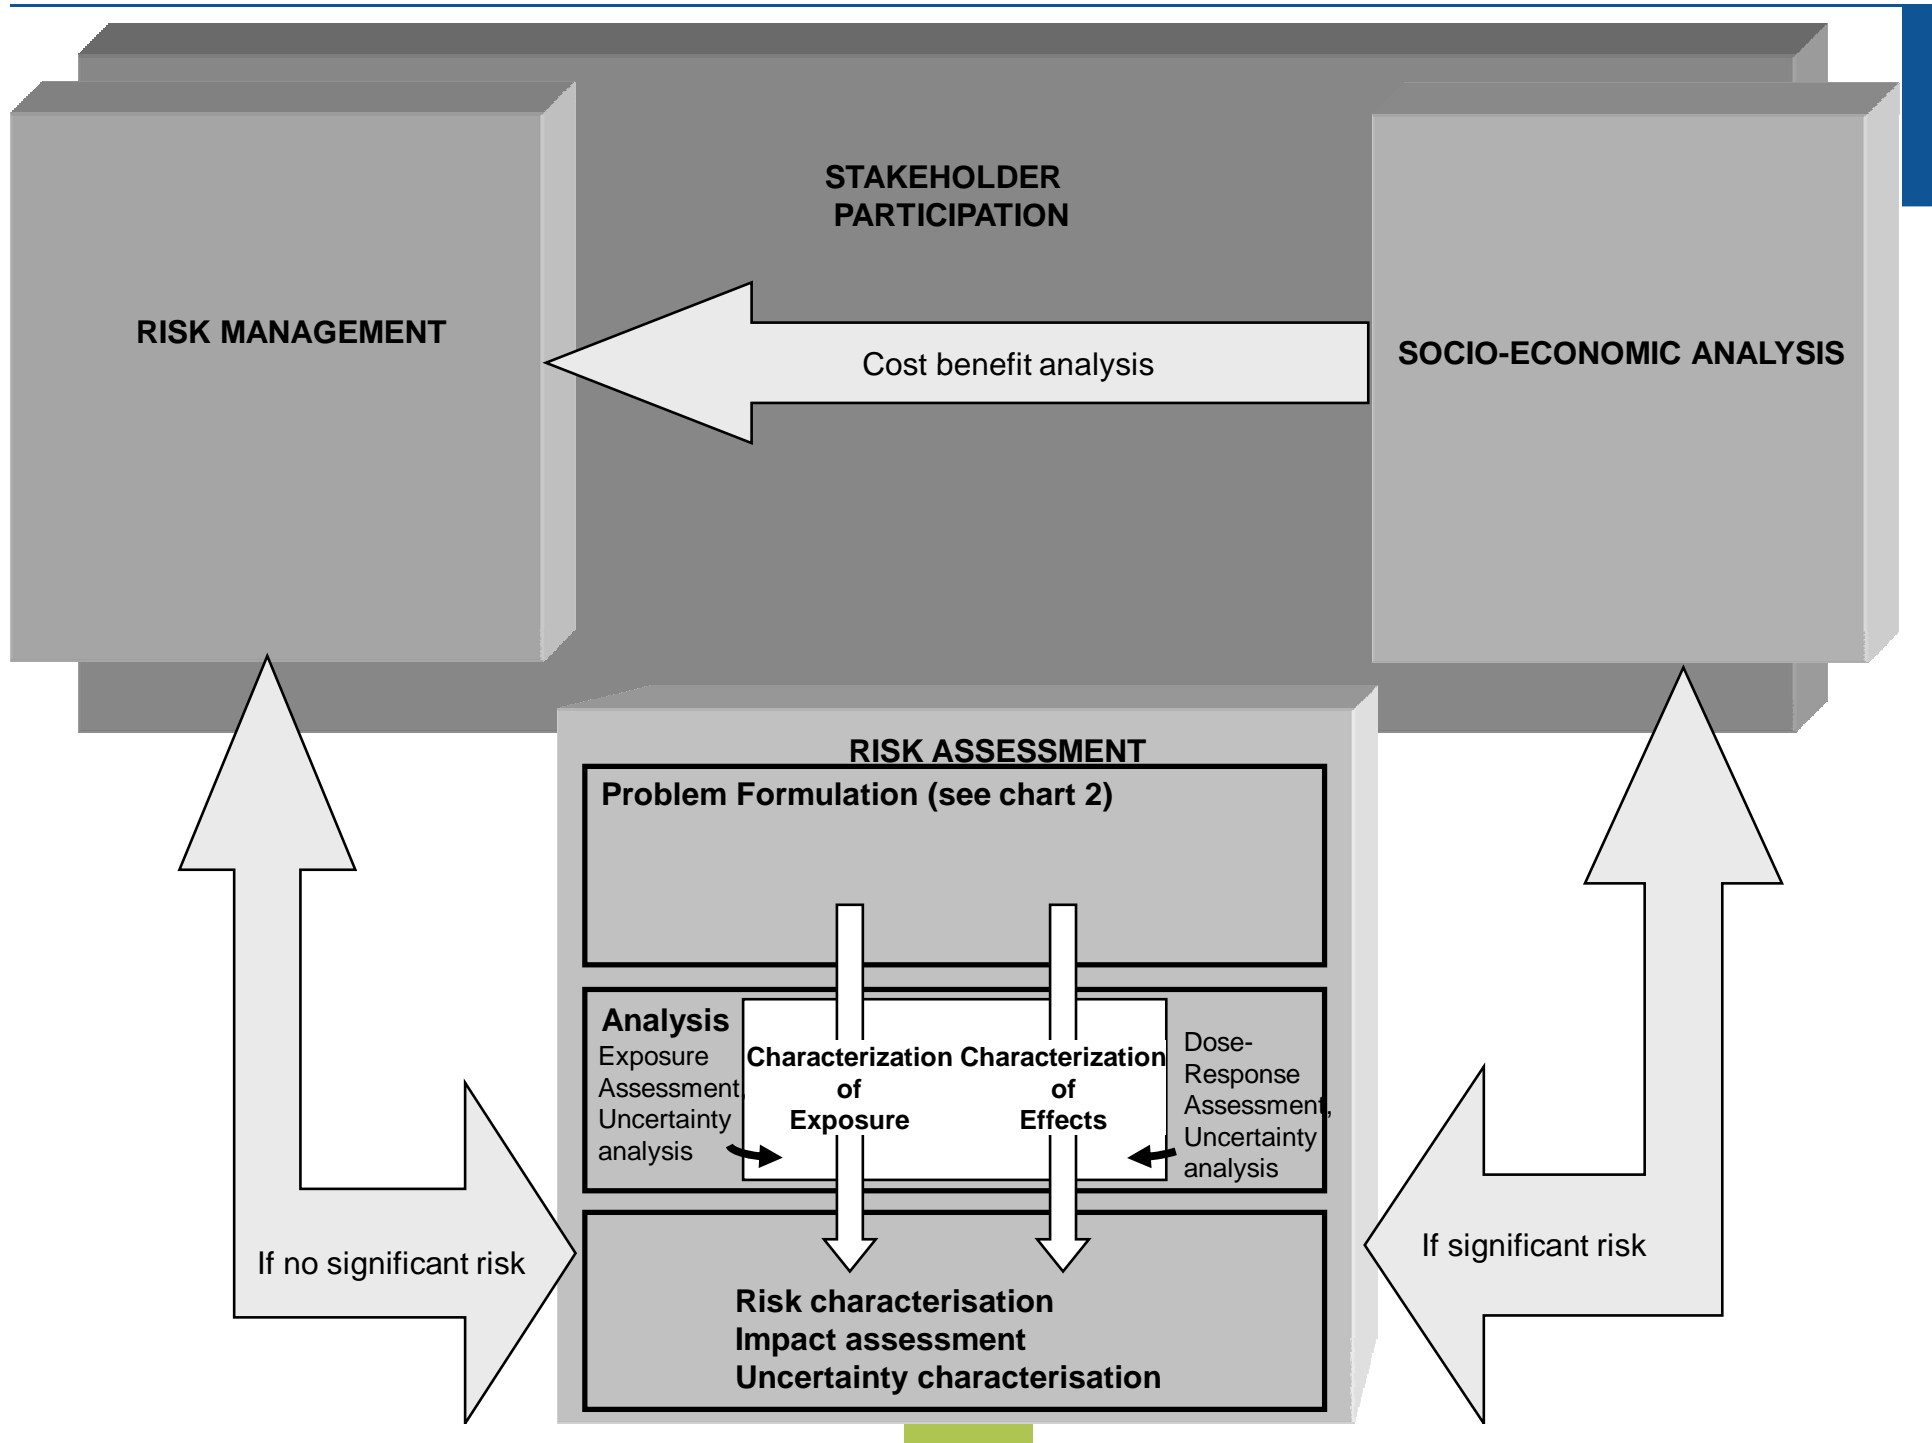 STAKEHOLDER
PARTICIPATION
RISK MANAGEMENT
Cost benefit analysis
SOCIO-ECONOMIC ANALYSIS
RISK ASSESSMENT
Problem Formulation (see chart 2)
Analysis
Exposure
Assessment,
Uncertainty
analysis
Characterization
of
Exposure
Characterization
of
Effects
Dose-
Response
Assessment,
Uncertainty
analysis
If no significant risk
If significant risk
Risk characterisation
Impact assessment
Uncertainty characterisation